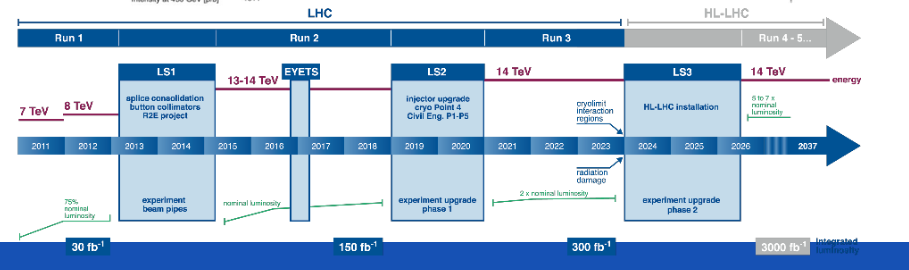 LHC
HL-LHC
Run 1
Run 2
Run 3
Run 4 - 5...
LS1
EYETS
LS2
LS3
7 TeV
8 TeV
13-14 TeV
14 TeV
14 TeV
energy
splice consolidation
button collimators
R2E project
injector upgrade
cryo Point 4
Civil Eng. P1-P5
cryolimit
interaction
regions
HL-LHC installation
5 to 7 x
nominal
luminosity
2011
2012
2013
2014
2015
2016
2017
2018
2019
2020
2021
2022
2023
2024
2025
2026
2037
radiation
damage
75%
nominal
luminosity
experiment
beam pipes
nominal luminosity
experiment upgrade
phase 1
2 x nominal luminosity
experiment upgrade
phase 2
30 fb-1
150 fb-1
300 fb-1
3000 fb-1
integrated
luminosity